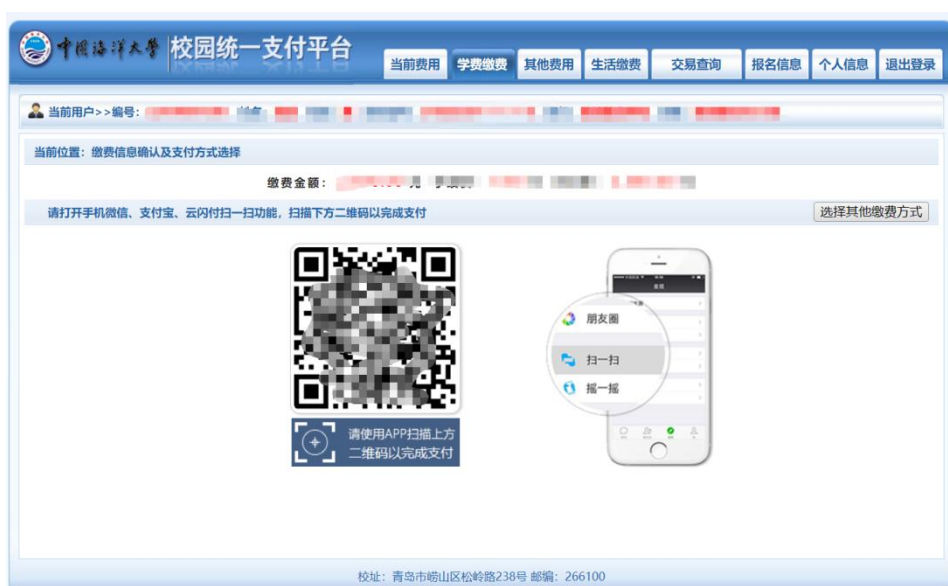 中国海洋大学 校园统一支付平台
当前费用 学费缴费 其他费用 生活缴费 交易查询 报名信息 个人信息 退出登录
当前用户>>编号:
当前位置: 缴费信息确认及支付方式选择
缴费金额:
请打开手机微信、支付宝、云闪付扫一扫功能, 扫描下方二维码以完成支付 选择其他缴费方式
朋友圈
扫一扫
摇一摇
请使用APP扫描上方
二维码以完成支付
校址: 青岛市崂山区松岭路238号 邮编: 266100